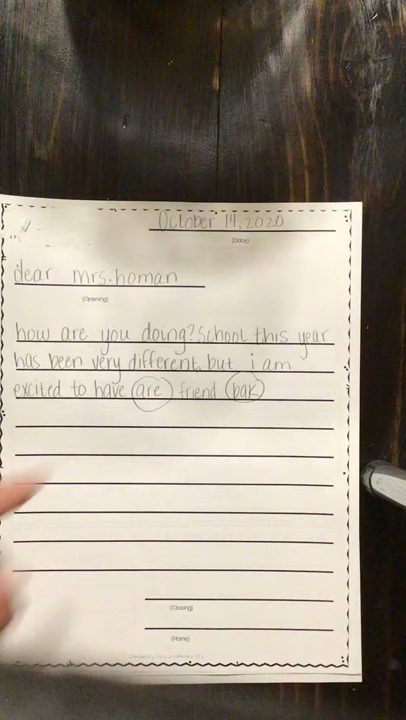 October 14, 2020
(Date)
dear mrs. homan
(Opening)
how are you doing? School this year
has been very different, but i am
excited to have are friend bak
(Closing)
(Name)